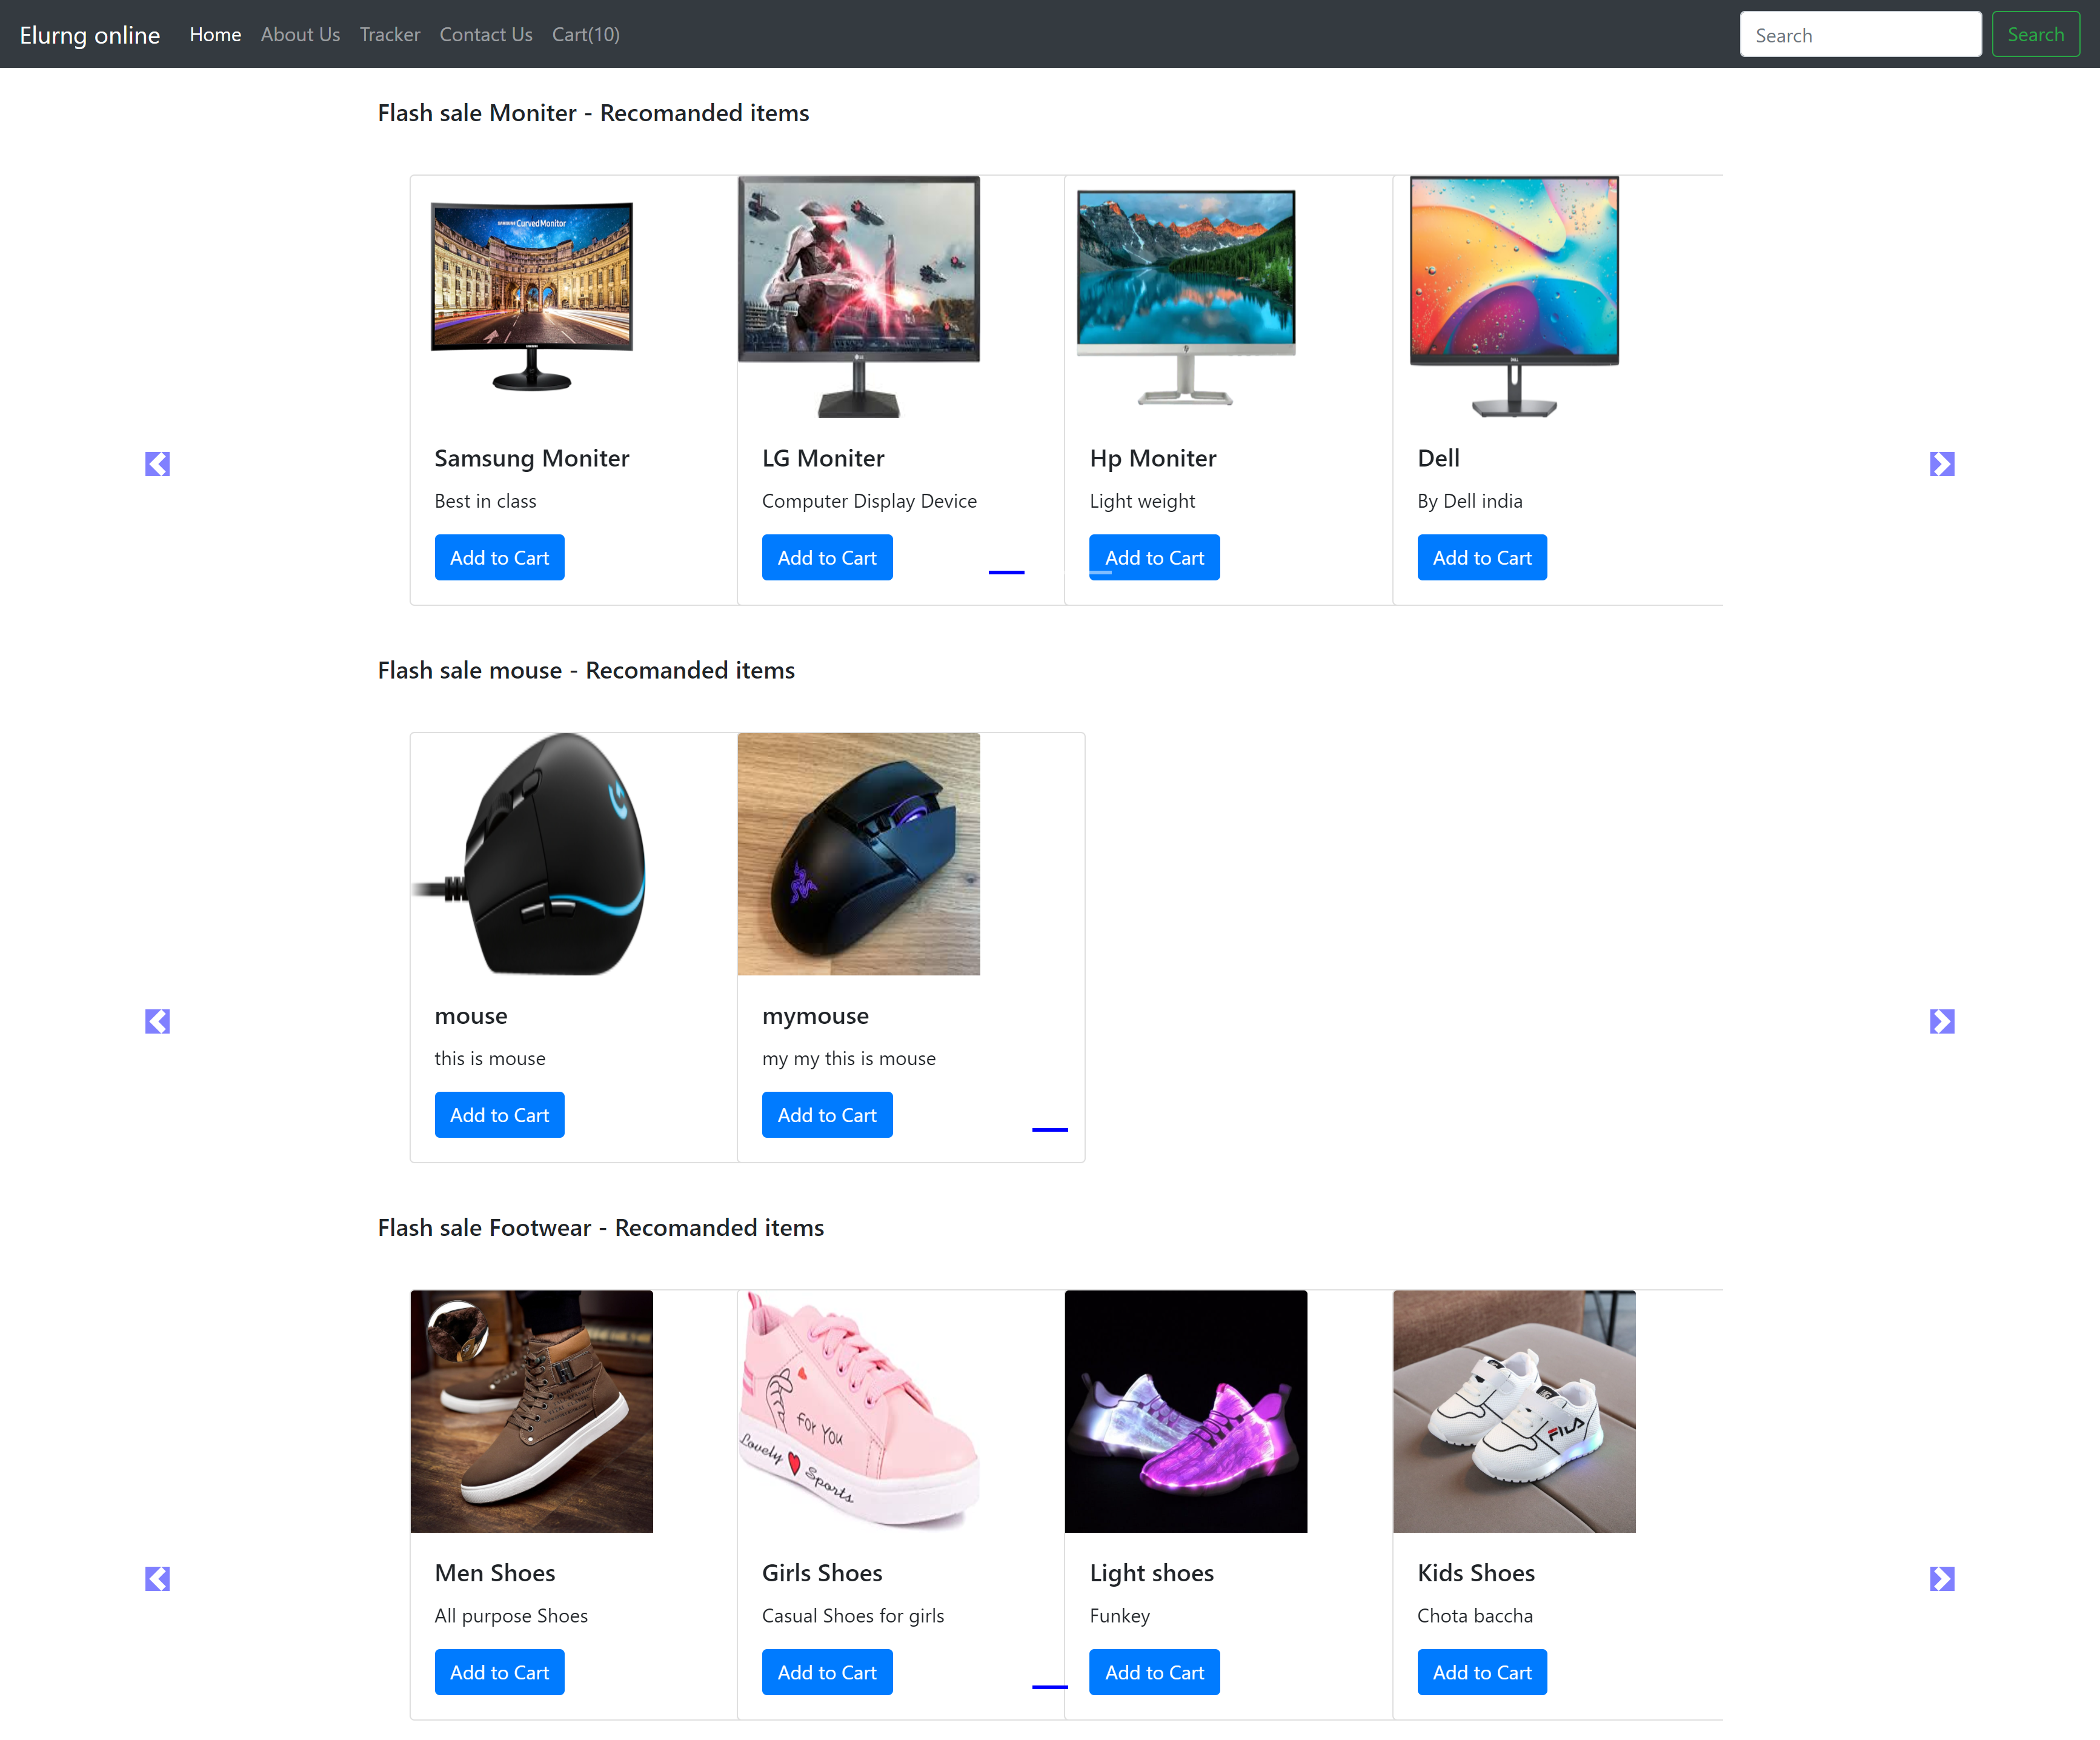 Elurng online Home About Us Tracker Contact Us Cart(10) Search Search
Flash sale Moniter - Recomanded items
SAMSUNG Curved Monitor
Samsung Moniter
Best in class
Add to Cart
LG
LG Moniter
Computer Display Device
Add to Cart
Hp Moniter
Light weight
Add to Cart
DELL
Dell
By Dell india
Add to Cart
Flash sale mouse - Recomanded items
mouse
this is mouse
Add to Cart
mymouse
my my this is mouse
Add to Cart
Flash sale Footwear - Recomanded items
Men Shoes
All purpose Shoes
Add to Cart
For You
Lovely Sports
Girls Shoes
Casual Shoes for girls
Add to Cart
Light shoes
Funkey
Add to Cart
FILA
Kids Shoes
Chota baccha
Add to Cart